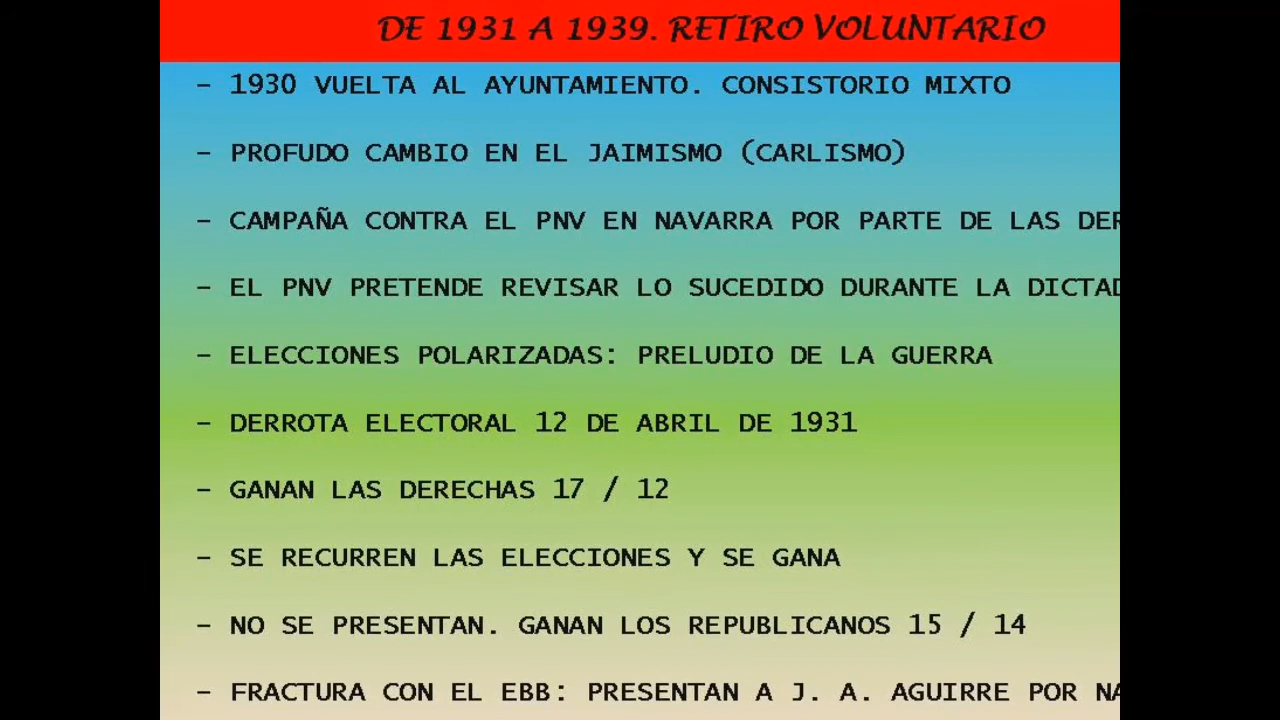 DE 1931 A 1939. RETIRO VOLUNTARIO
- 1930 VUELTA AL AYUNTAMIENTO. CONSISTORIO MIXTO
- PROFUDO CAMBIO EN EL JAIMISMO (CARLISMO)
- CAMPAÑA CONTRA EL PNV EN NAVARRA POR PARTE DE LAS
- EL PNV PRETENDE REVISAR LO SUCEDIDO DURANTE LA
- ELECCIONES POLARIZADAS: PRELUDIO DE LA GUERRA
- DERROTA ELECTORAL 12 DE ABRIL DE 1931
- GANAN LAS DERECHAS 17 / 12
- SE RECURREN LAS ELECCIONES Y SE GANA
- NO SE PRESENTAN. GANAN LOS REPUBLICANOS 15 / 14
- FRACTURA CON EL EBB: PRESENTAN A J. A. AGUIRRE POR